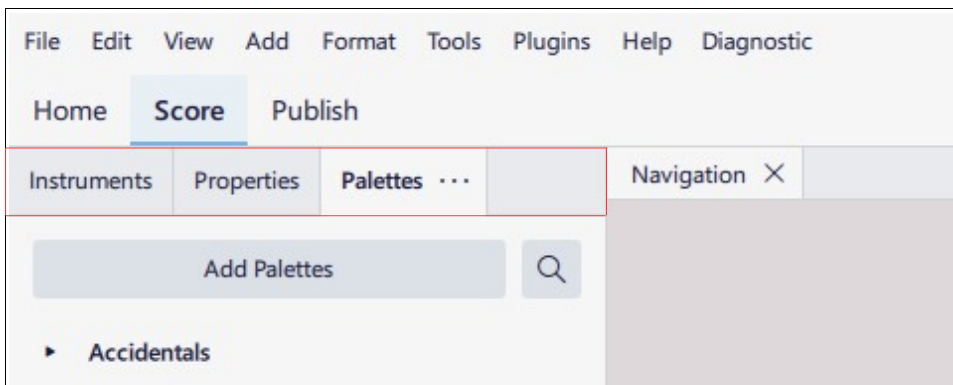 File Edit View Add Format Tools Plugins Help Diagnostic
Home Score Publish
Instruments Properties Palettes ··· Navigation
Add Palettes
Accidentals